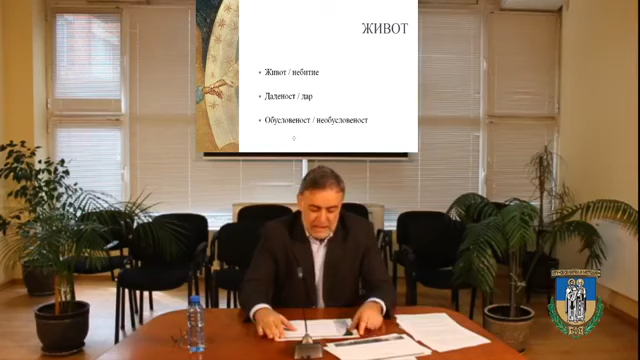 ЖИВОТ
Живот / небитие
Даденост / дар
Обусловеност / необусловеност